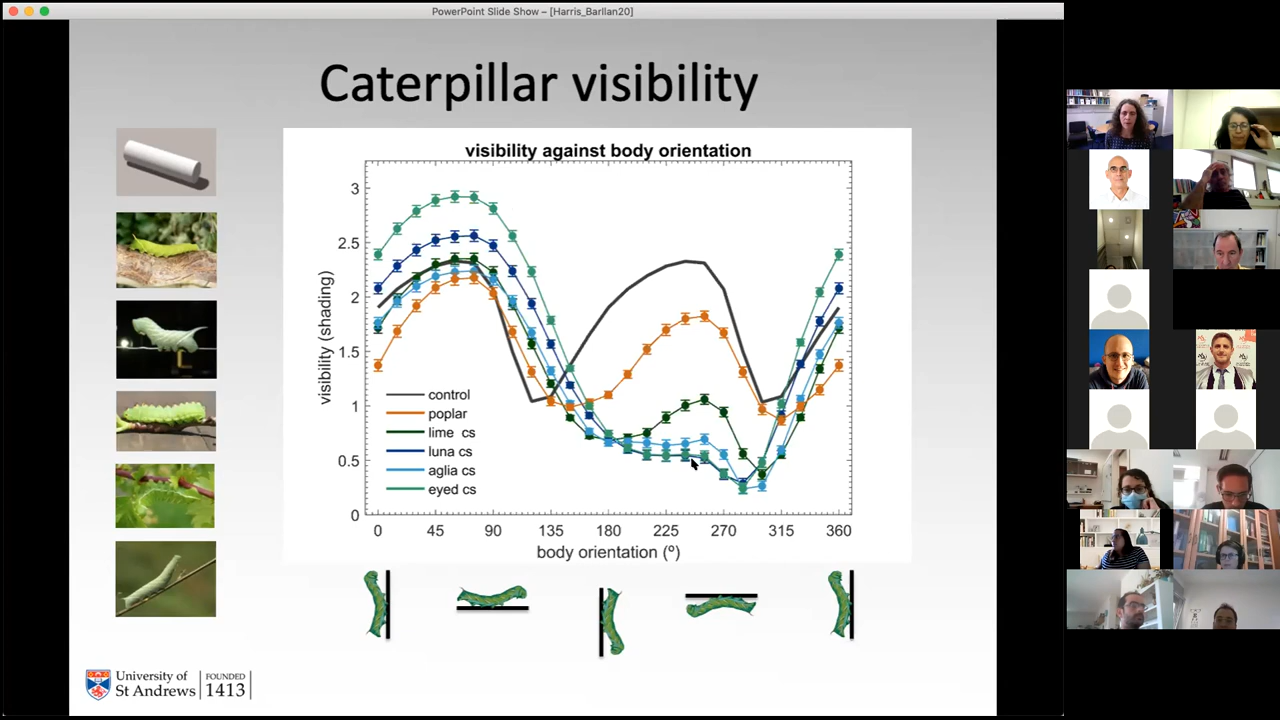 PowerPoint Slide Show – [Harris_BarIlan20]
Caterpillar visibility
visibility against body orientation
visibility (shading)
3
2.5
2
1.5
1
0.5
0
control
poplar
lime cs
luna cs
aglia cs
eyed cs
0 45 90 135 180 225 270 315 360
body orientation (º)
University of
St Andrews
FOUNDED
1413